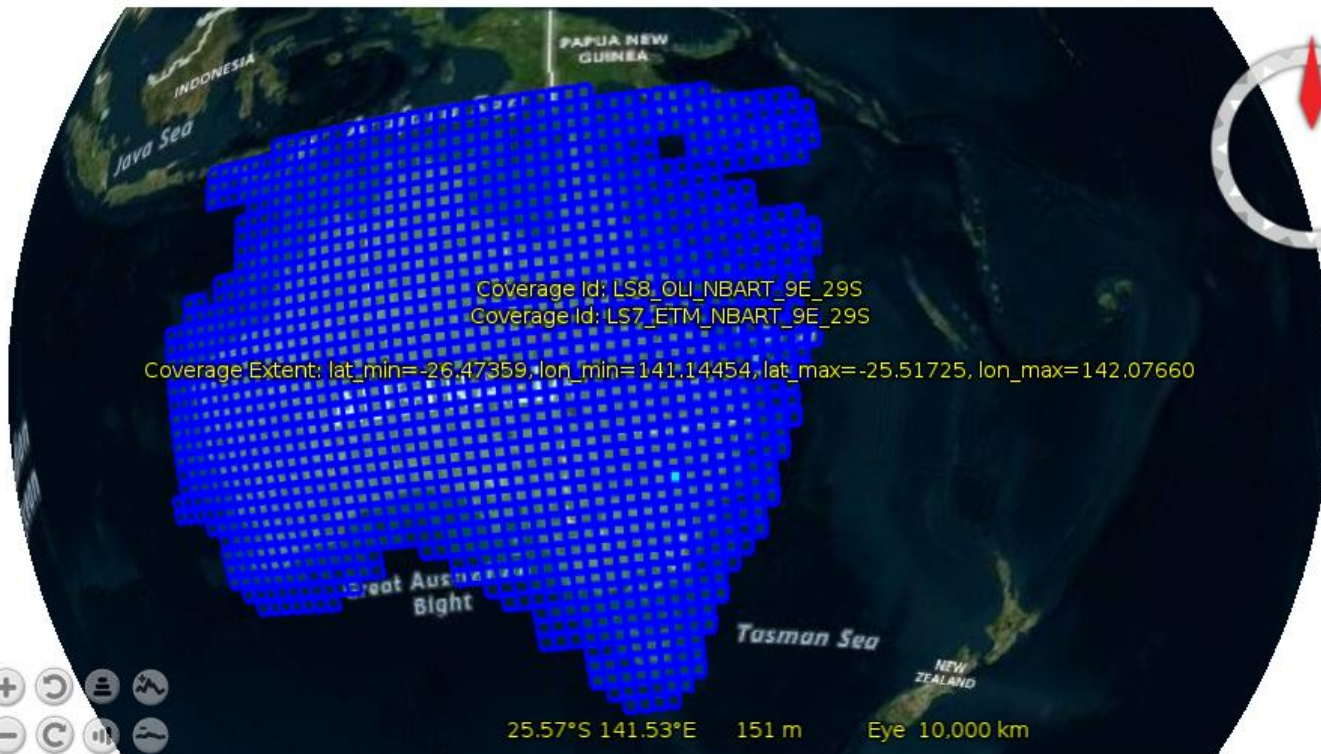 PAPUA NEW
GUINEA
INDONESIA
Java Sea
Coverage Id: LS8_OLI_NBART_9E_29S
Coverage Id: LS7_ETM_NBART_9E_29S
Coverage Extent: lat_min=-26.47359, lon_min=141.14454, lat_max=-25.51725, lon_max=142.07660
Great Aus
Bight
Tasman Sea
NEW
ZEALAND
25.57°S 141.53°E 151 m Eye 10,000 km